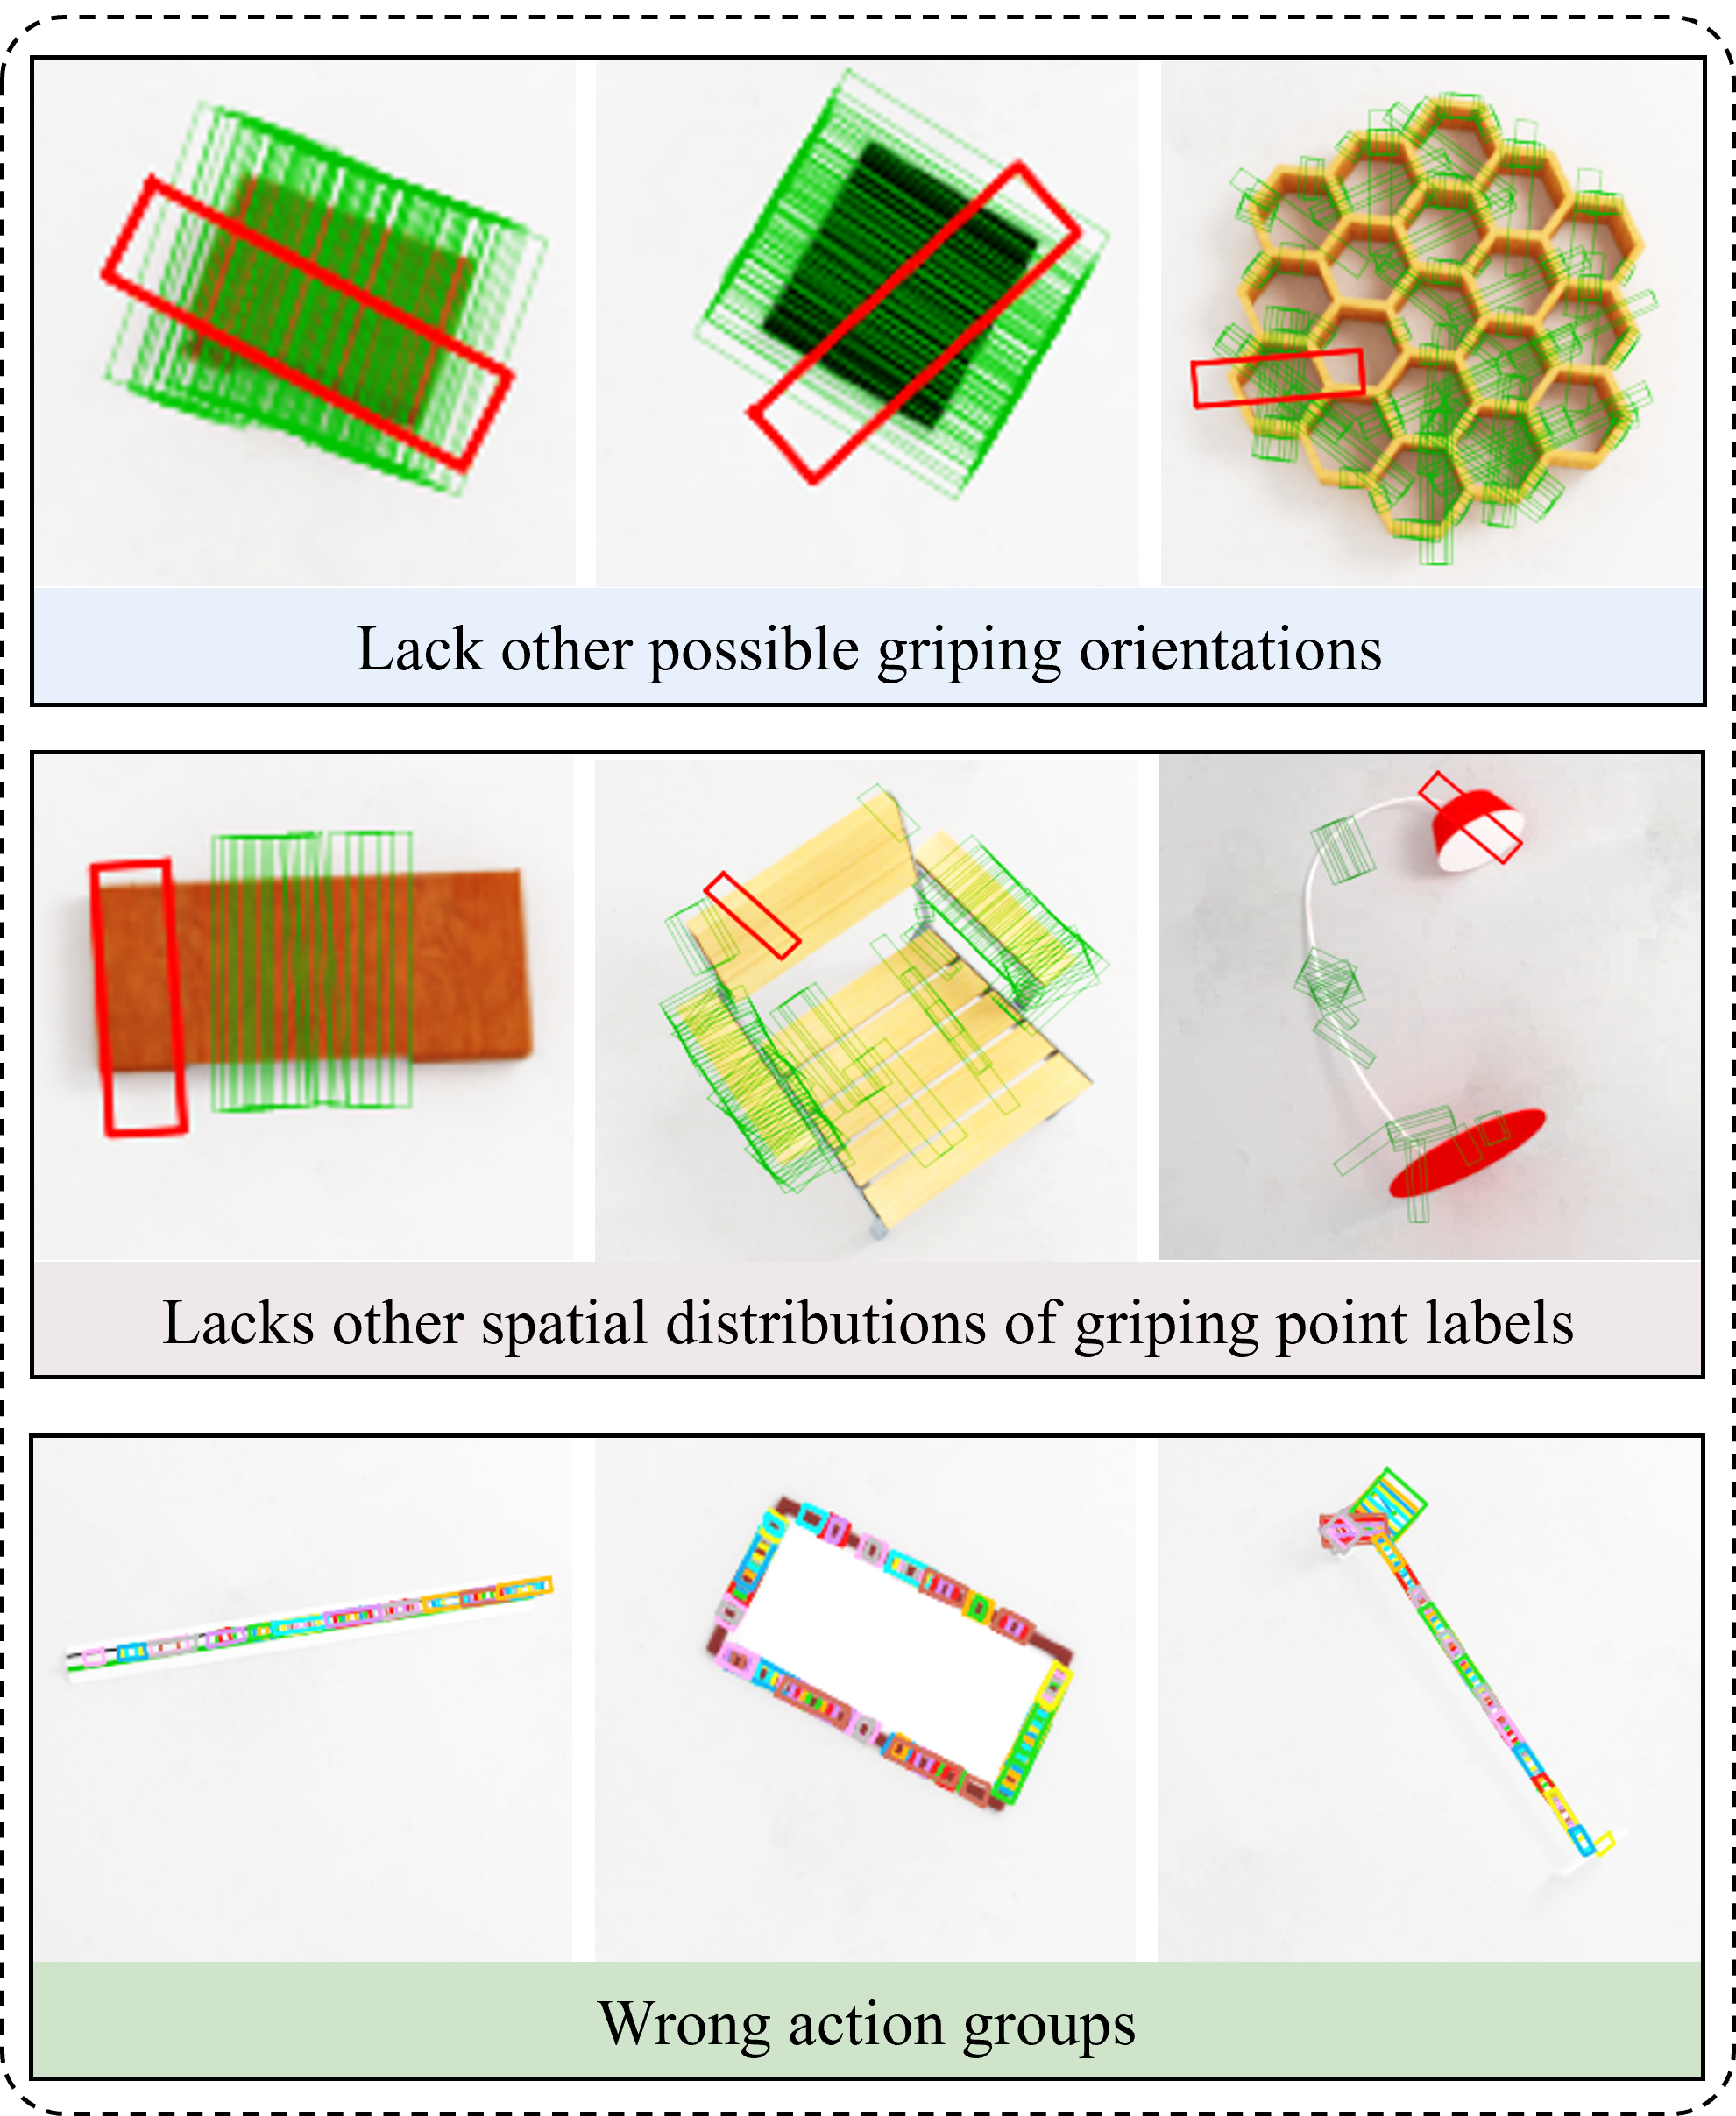 Lack other possible griping orientations
Lacks other spatial distributions of griping point labels
Wrong action groups